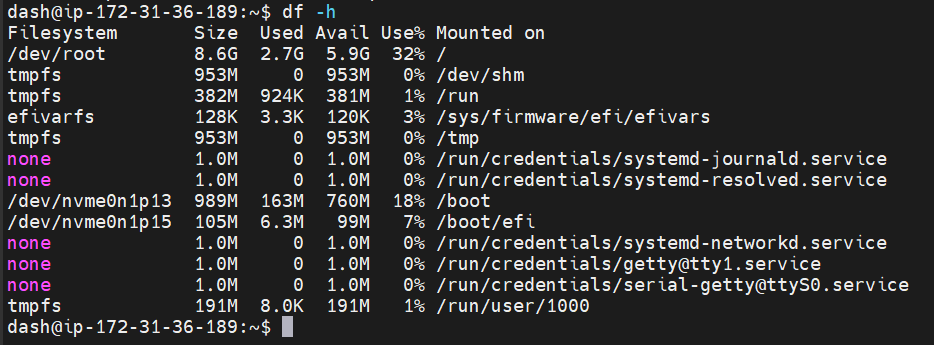 dash@ip-172-31-36-189:~$ df -h
Filesystem      Size  Used Avail Use% Mounted on
/dev/root       8.6G  2.7G  5.9G  32% /
tmpfs           953M     0  953M   0% /dev/shm
tmpfs           382M  924K  381M   1% /run
efivarfs        128K  3.3K  120K   3% /sys/firmware/efi/efivars
tmpfs           953M     0  953M   0% /tmp
none            1.0M     0  1.0M   0% /run/credentials/systemd-journald.service
none            1.0M     0  1.0M   0% /run/credentials/systemd-resolved.service
/dev/nvme0n1p13 989M  163M  760M  18% /boot
/dev/nvme0n1p15 105M  6.3M   99M   7% /boot/efi
none            1.0M     0  1.0M   0% /run/credentials/systemd-networkd.service
none            1.0M     0  1.0M   0% /run/credentials/getty@tty1.service
none            1.0M     0  1.0M   0% /run/credentials/serial-getty@ttyS0.service
tmpfs           191M  8.0K  191M   1% /run/user/1000
dash@ip-172-31-36-189:~$